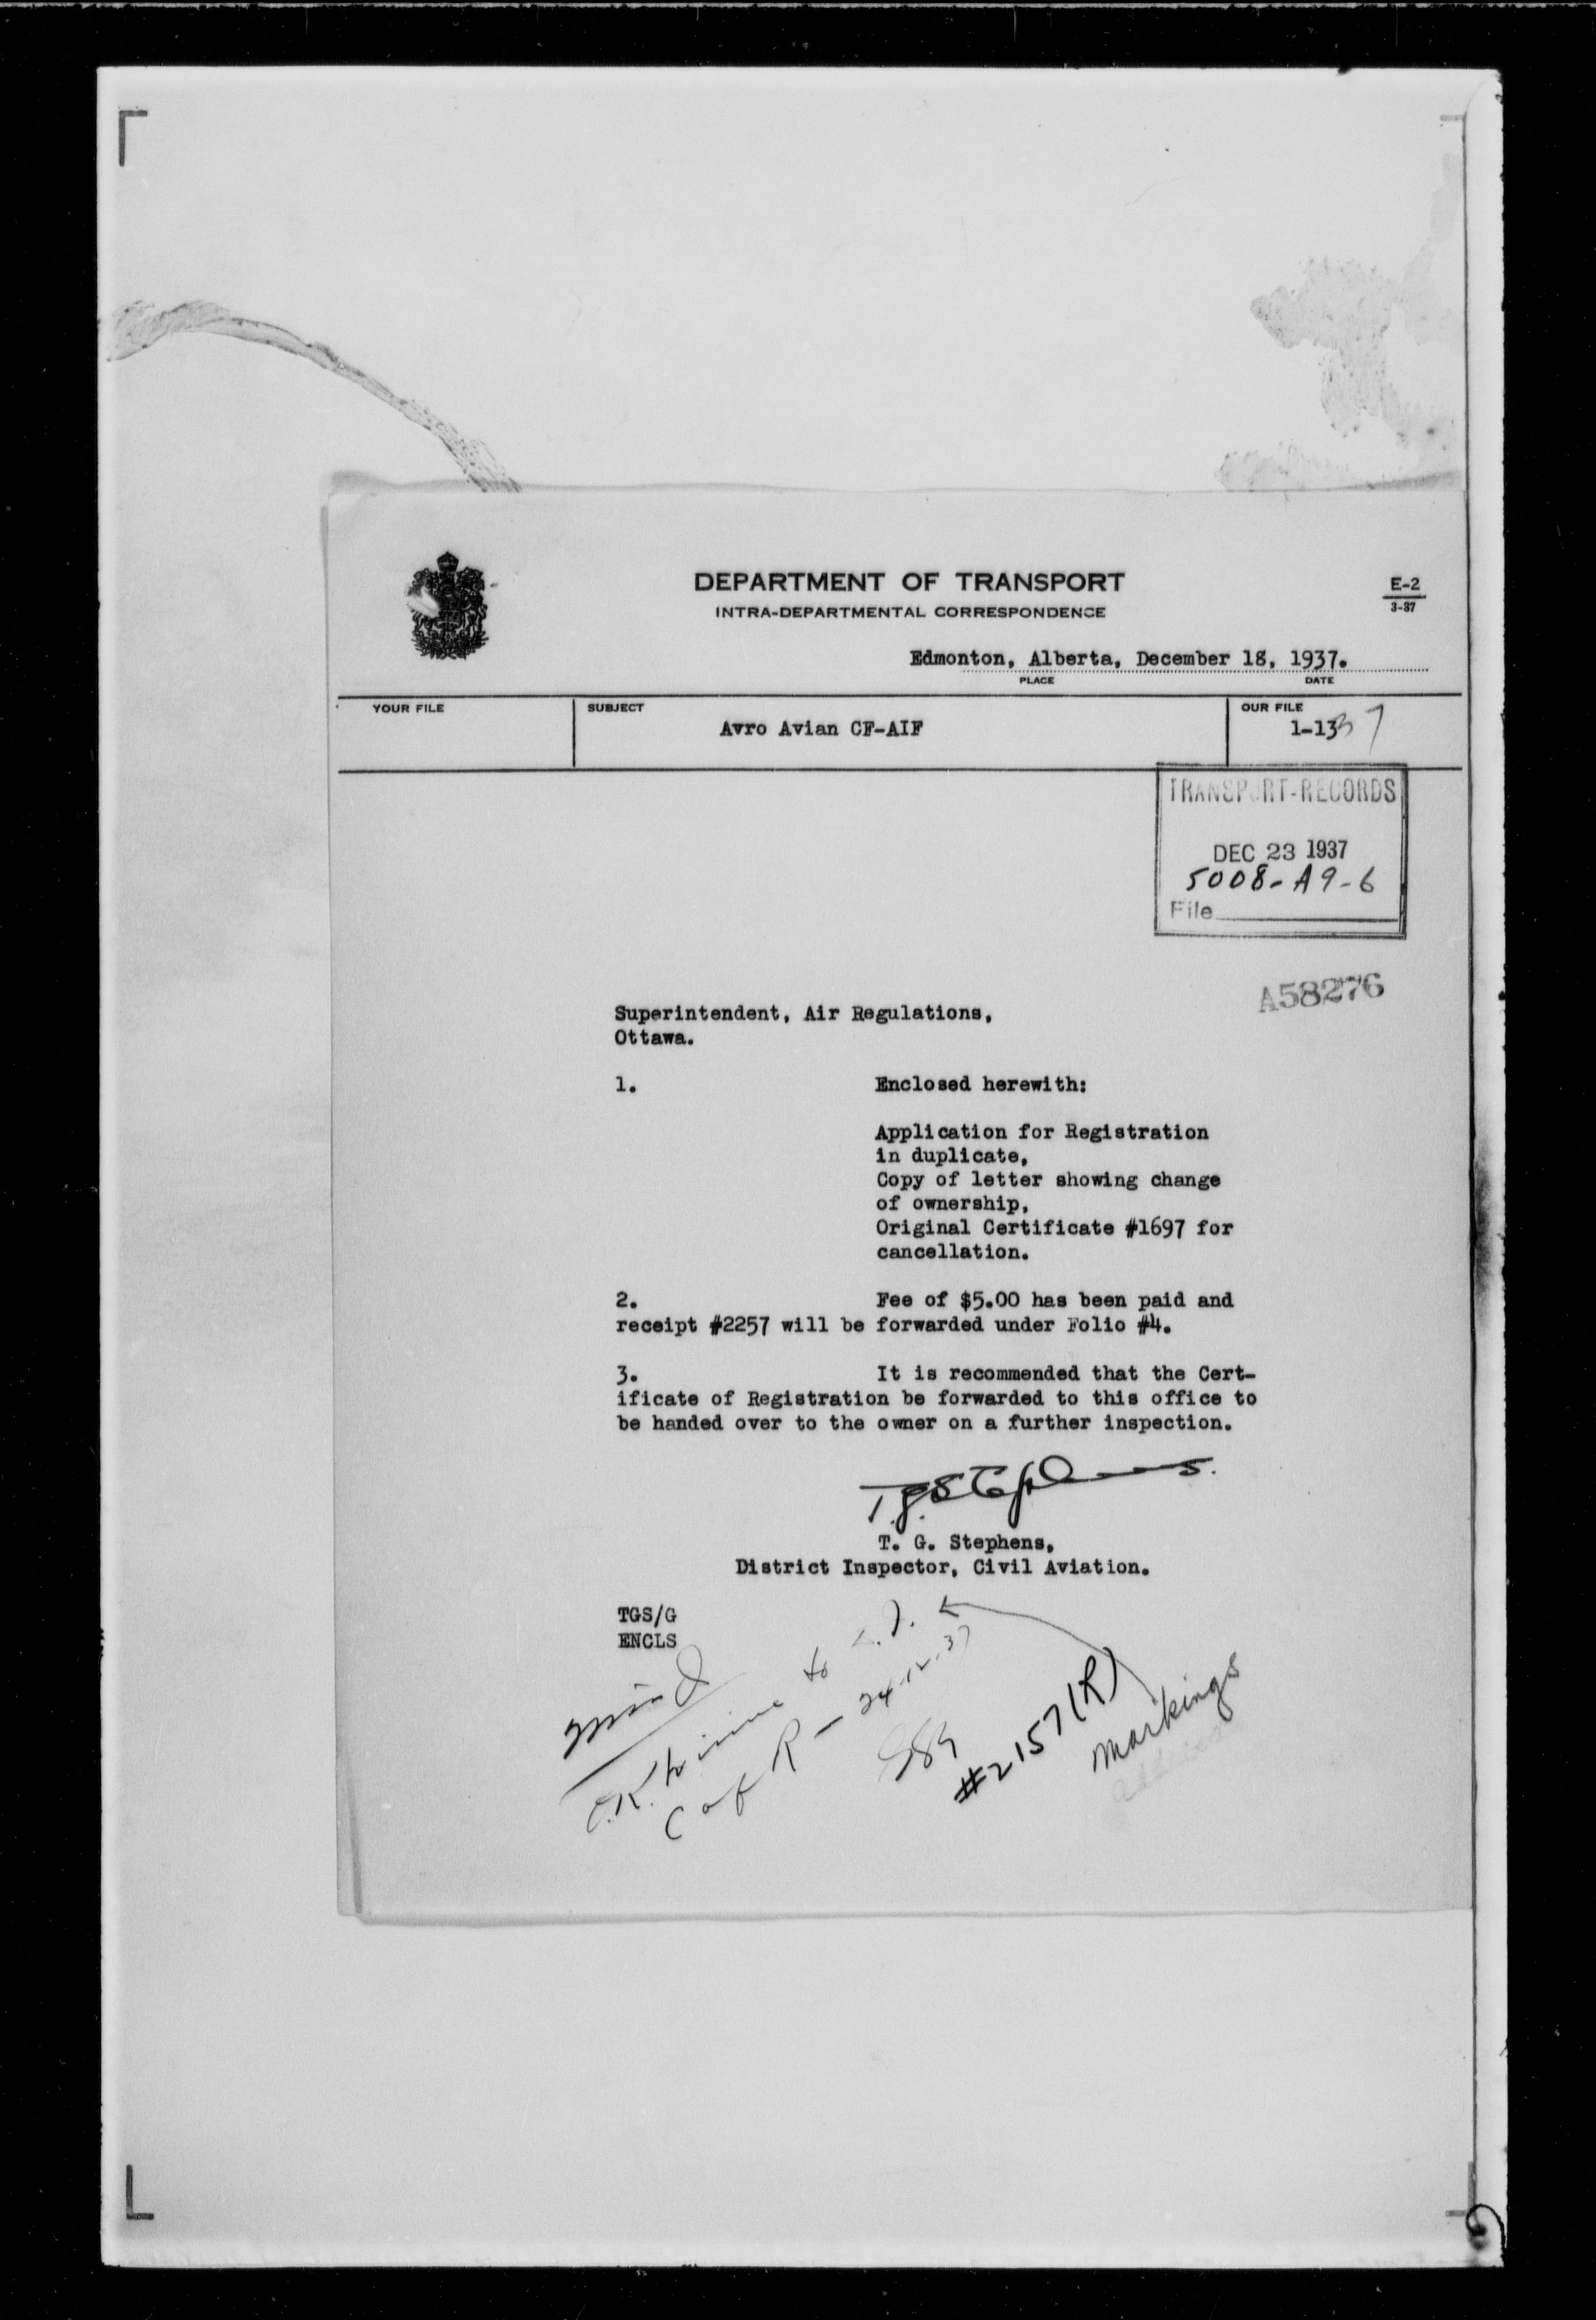 DEPARTMENT OF TRANSPORT
INTRA-DEPARTMENTAL CORRESPONDENCE
E-2
3-37
Edmonton, Alberta, December 18, 1937.
PLACE DATE
YOUR FILE SUBJECT OUR FILE
Avro Avian CF-AIF 1-1337
TRANSPORT-RECORDS
DEC 23 1937
5008-A9-6
File
A58276
Superintendent, Air Regulations,
Ottawa.
1. Enclosed herewith:
Application for Registration
in duplicate,
Copy of letter showing change
of ownership,
Original Certificate #1697 for
cancellation.
2. Fee of $5.00 has been paid and
receipt #2257 will be forwarded under Folio #4.
3. It is recommended that the Cert-
ificate of Registration be forwarded to this office to
be handed over to the owner on a further inspection.
T.G. Stephens.
T. G. Stephens,
District Inspector, Civil Aviation.
TGS/G
ENCLS
O.K. to issue to
C of R - 24-12-37
#2157(R)
Markings